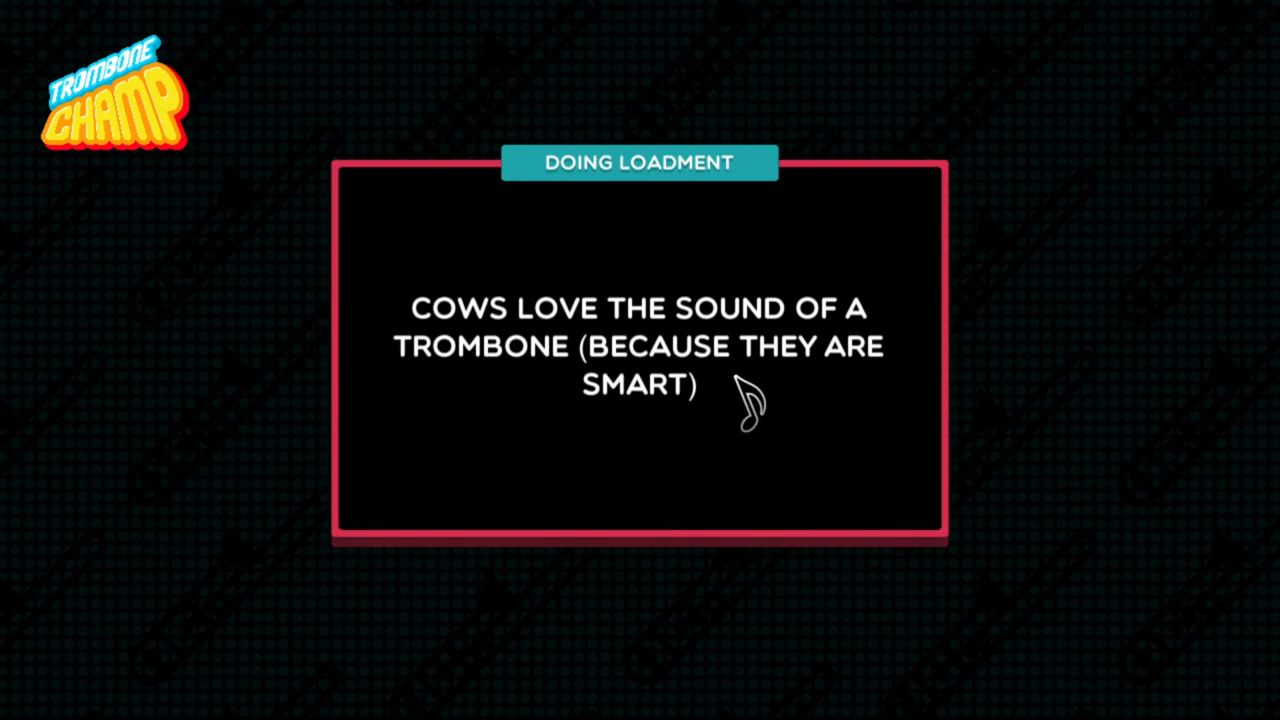 TROMBONE
CHAMP
DOING LOADMENT
COWS LOVE THE SOUND OF A
TROMBONE (BECAUSE THEY ARE
SMART)